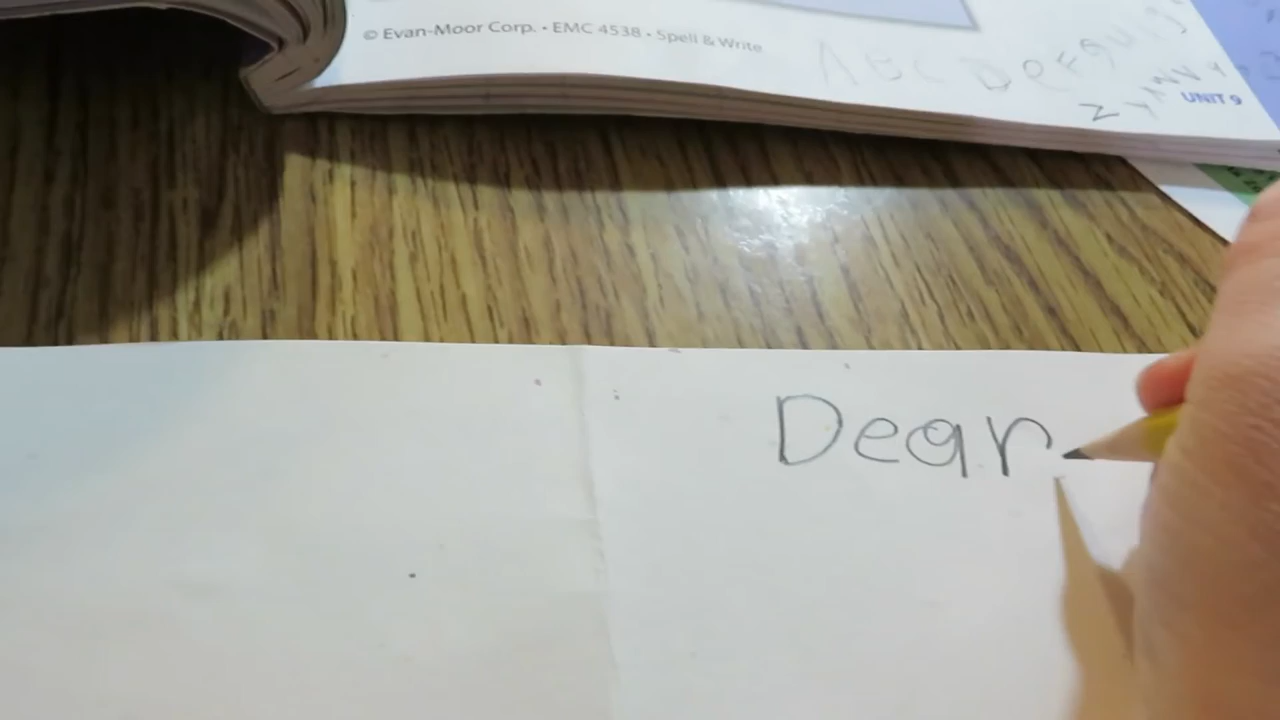 © Evan-Moor Corp. • EMC 4538 • Spell & Write
UNIT 9
Dear